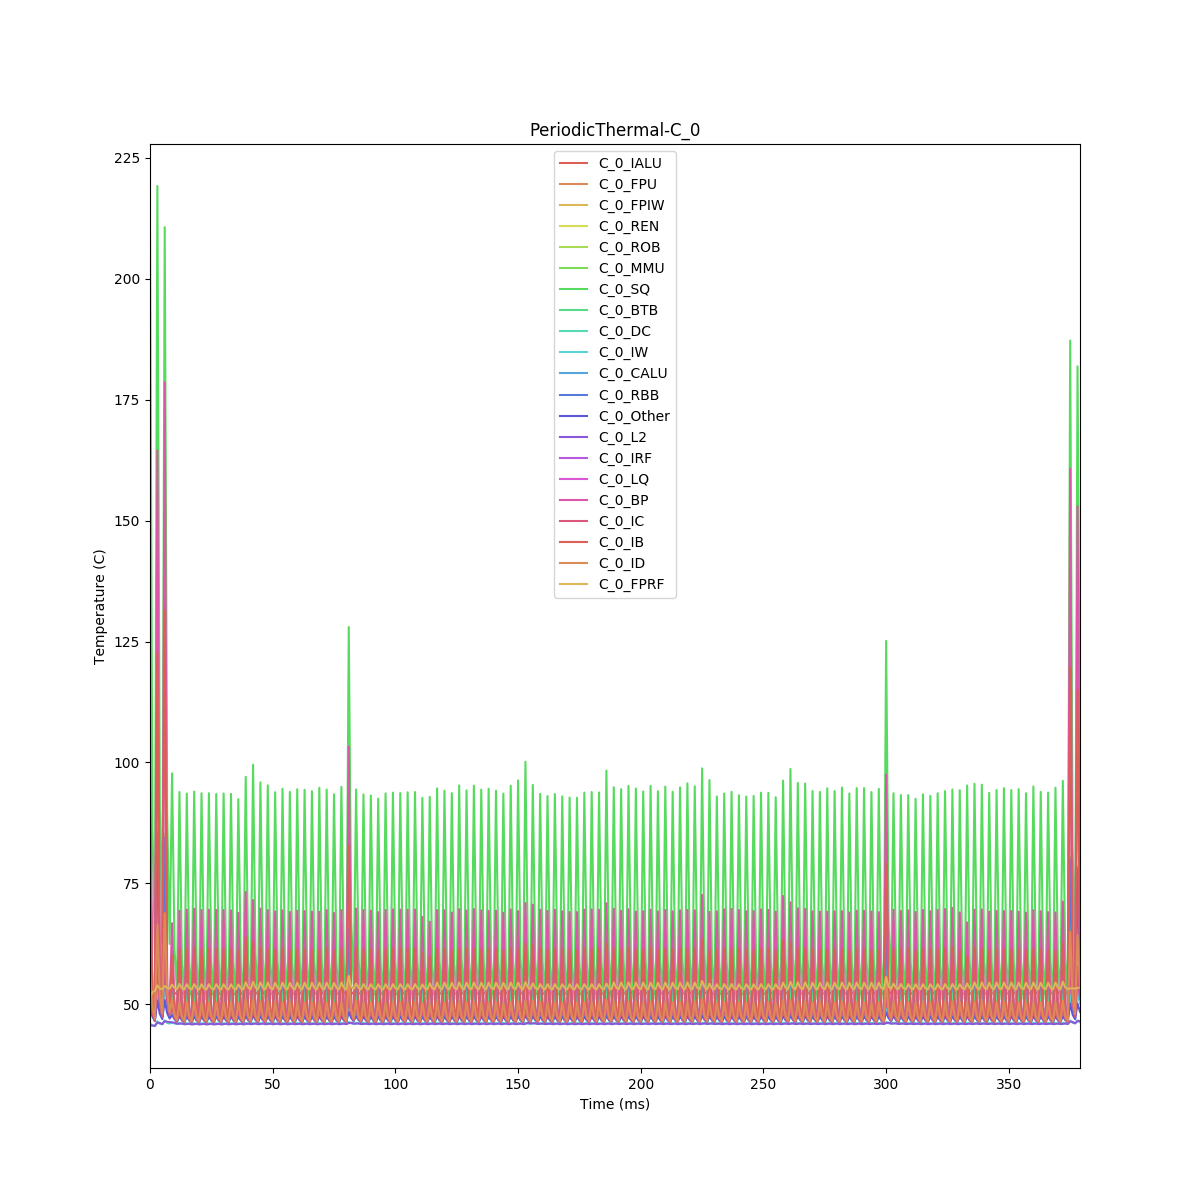 PeriodicThermal-C_0
225
200
175
150
125
100
75
50
Temperature (C)
C_0_IALU
C_0_FPU
C_0_FPIW
C_0_REN
C_0_ROB
C_0_MMU
C_0_SQ
C_0_BTB
C_0_DC
C_0_IW
C_0_CALU
C_0_RBB
C_0_Other
C_0_L2
C_0_IRF
C_0_LQ
C_0_BP
C_0_IC
C_0_IB
C_0_ID
C_0_FPRF
0 50 100 150 200 250 300 350
Time (ms)